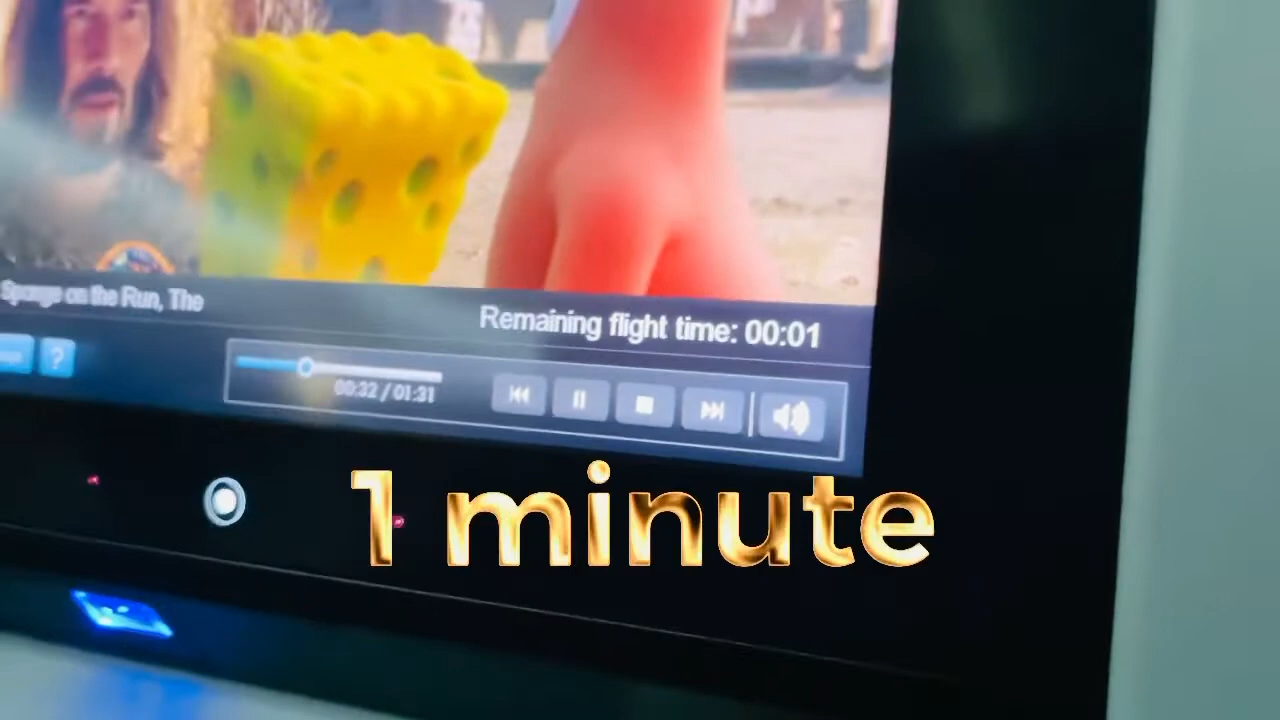 Sponge on the Run, The
Remaining flight time: 00:01
?
00:32 / 01:31
1 minute